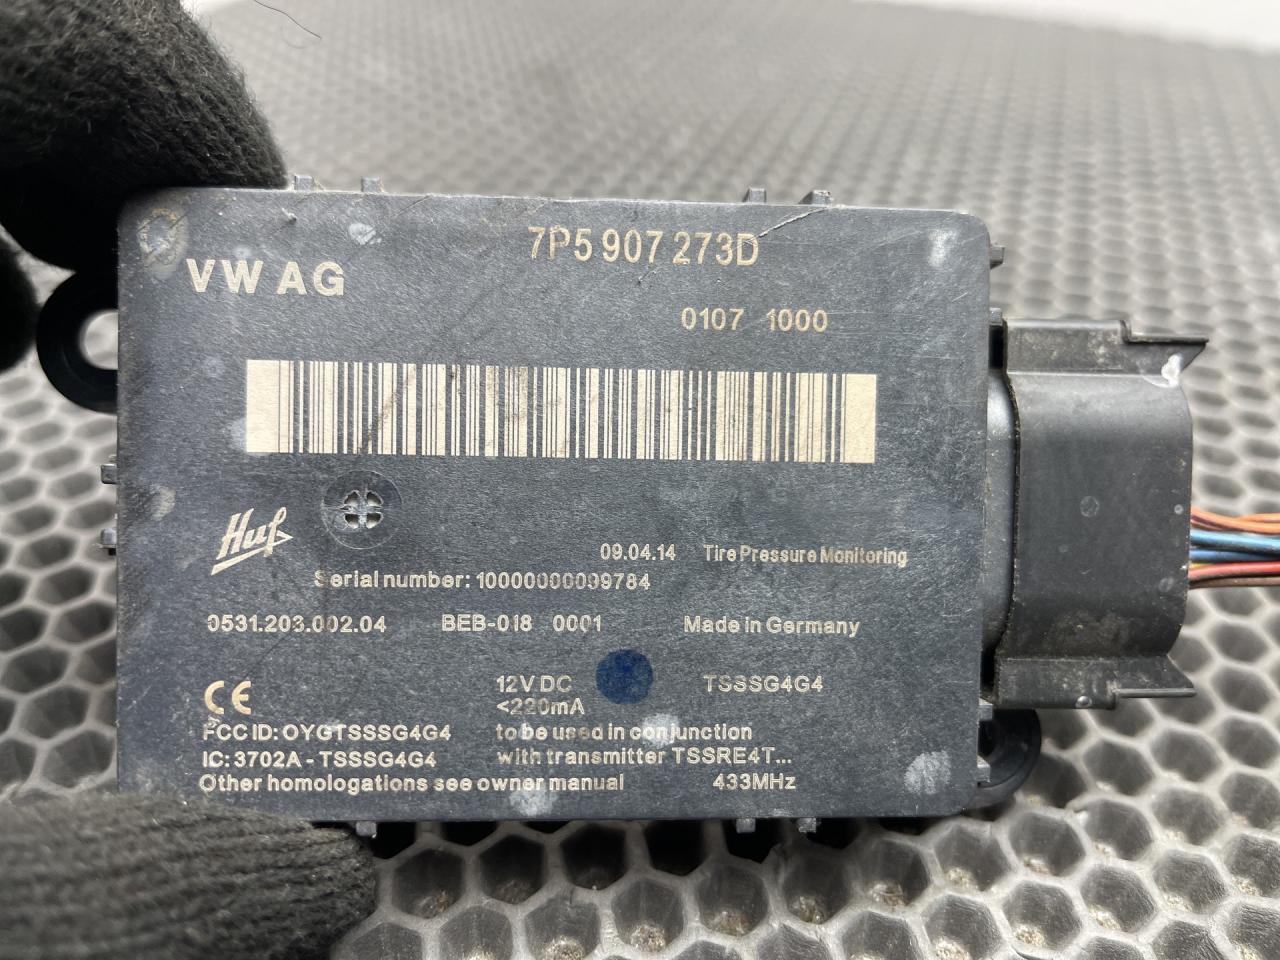 7P5 907 273D
VW AG
0107 1000
Huf
09.04.14 Tire Pressure Monitoring
Serial number: 10000000009784
0531.203.002.04 BEB-018 0001 Made in Germany
CE 12V DC TSSSG4G4
<220mA
FCC ID: OYGTSSSG4G4 to be used in conjunction
IC: 3702A - TSSSG4G4 with transmitter TSSRE4T...
Other homologations see owner manual 433MHz